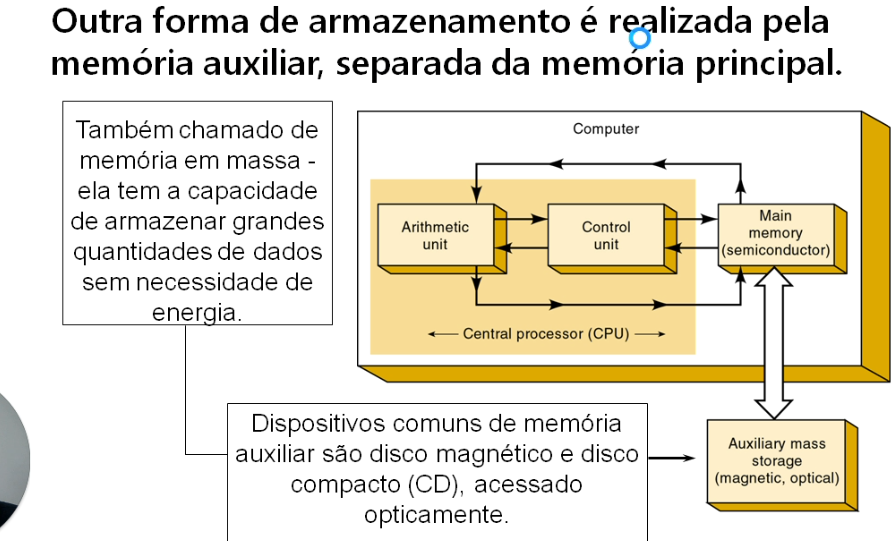 Outra forma de armazenamento é realizada pela
memória auxiliar, separada da memória principal.
Também chamado de
memória em massa -
ela tem a capacidade
de armazenar grandes
quantidades de dados
sem necessidade de
energia.
Computer
Arithmetic
unit
Control
unit
Main
memory
(semiconductor)
Central processor (CPU)
Dispositivos comuns de memória
auxiliar são disco magnético e disco
compacto (CD), acessado
opticamente.
Auxiliary mass
storage
(magnetic, optical)